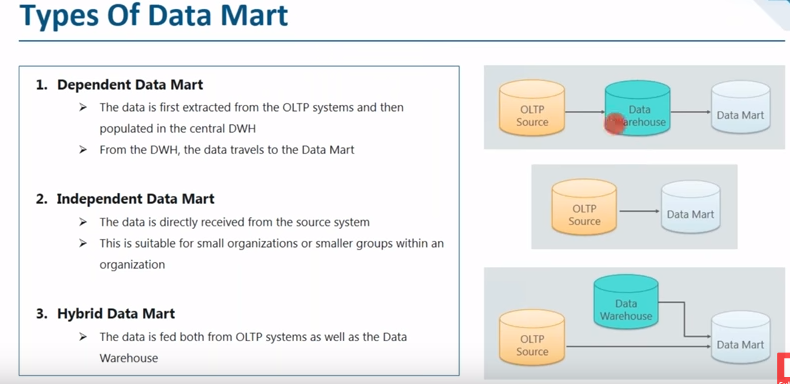 Types Of Data Mart
1. Dependent Data Mart
➢ The data is first extracted from the OLTP systems and then
populated in the central DWH
➢ From the DWH, the data travels to the Data Mart
2. Independent Data Mart
➢ The data is directly received from the source system
➢ This is suitable for small organizations or smaller groups within an
organization
3. Hybrid Data Mart
➢ The data is fed both from OLTP systems as well as the Data
Warehouse
OLTP
Source
Data
Warehouse
Data Mart
OLTP
Source
Data Mart
Data
Warehouse
OLTP
Source
Data Mart